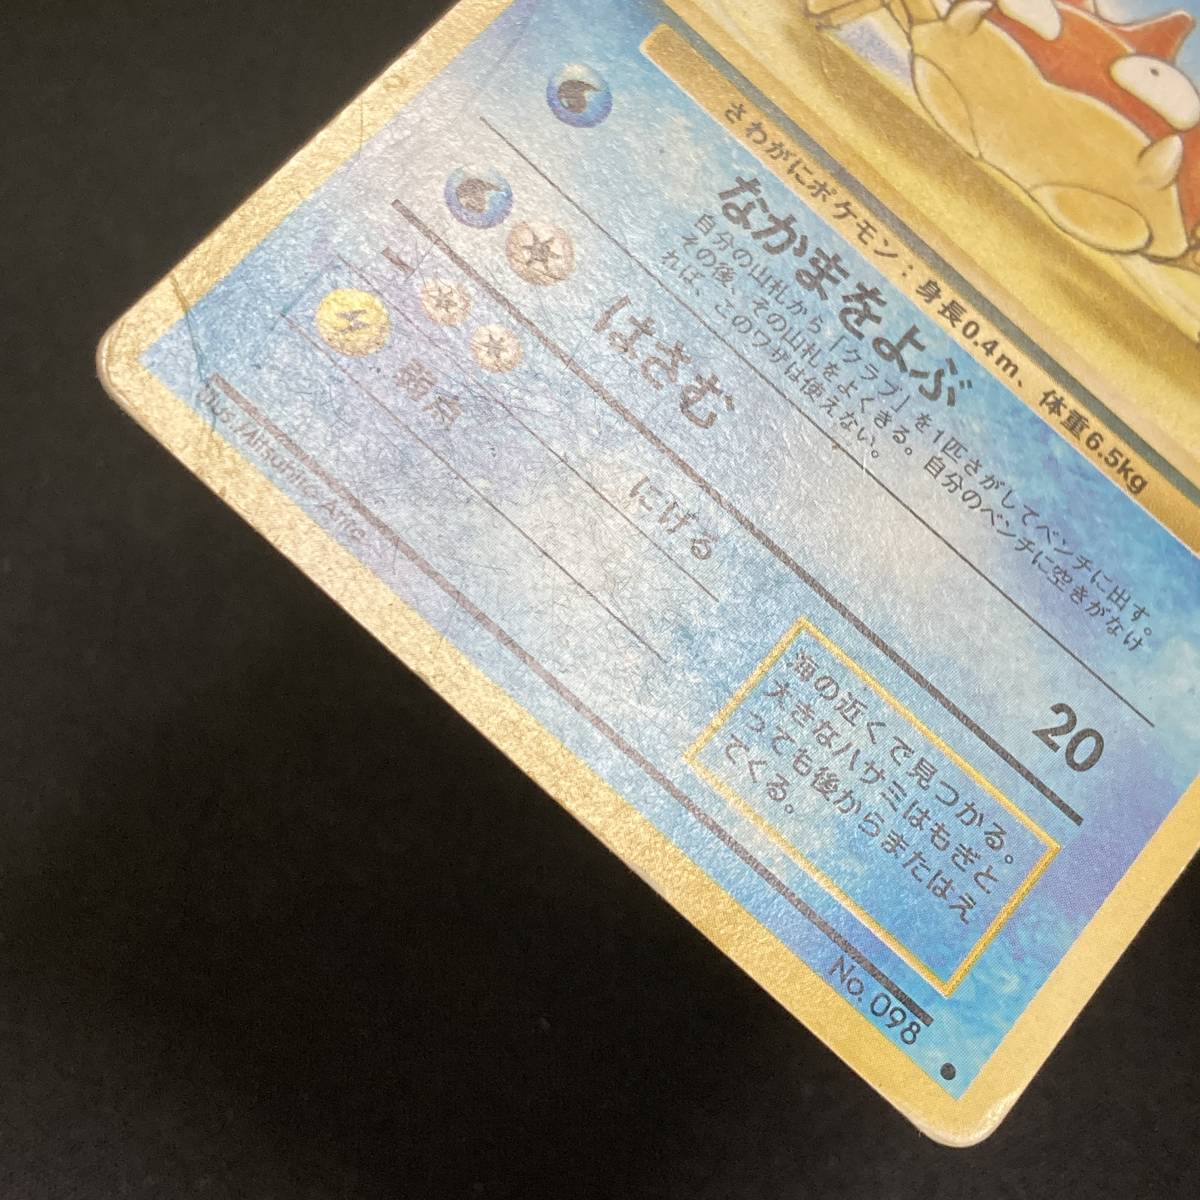 さわがにポケモン：身長0.4m、体重6.5kg
なかまをよぶ
自分の山札から「クラブ」を1匹さがしてベンチに出す。
その後、その山札をよくきる。自分のベンチに空きがなけ
れば、このワザは使えない。
はさむ 20
弱点
にげる
海の近くで見つかる。
大きなハサミはもぎと
っても後からまたはえ
てくる。
Illus. Mitsuhiro Arita
No. 098